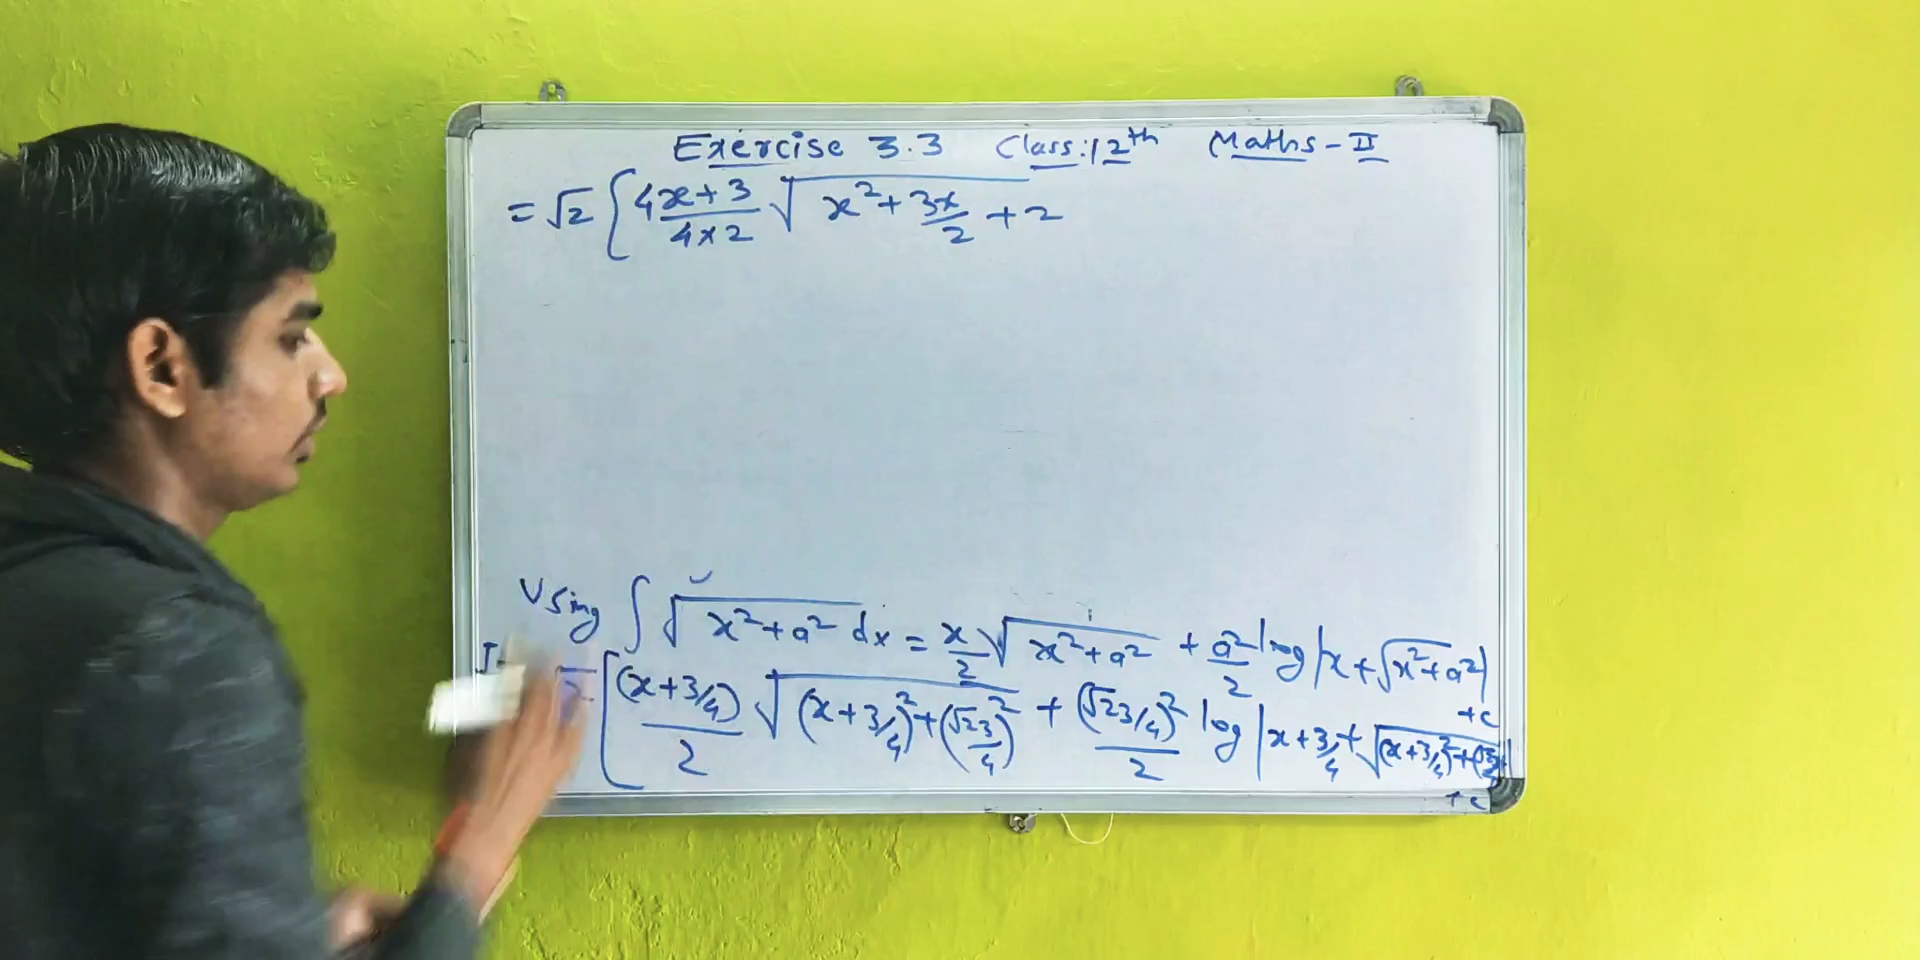 Exercise 3.3 Class:12th Maths-II
= √2 [ (4x+3)/(4×2) √(x² + 3x/2 + 2)
Using ∫ √(x²+a²) dx = x/2 √(x²+a²) + a²/2 log|x+√(x²+a²)| +c
I= √2 [ (x+3/4)/2 √((x+3/4)²+(√23/4)²) + (√23/4)²/2 log|x+3/4+√((x+3/4)²+(√23/4)²)| +c